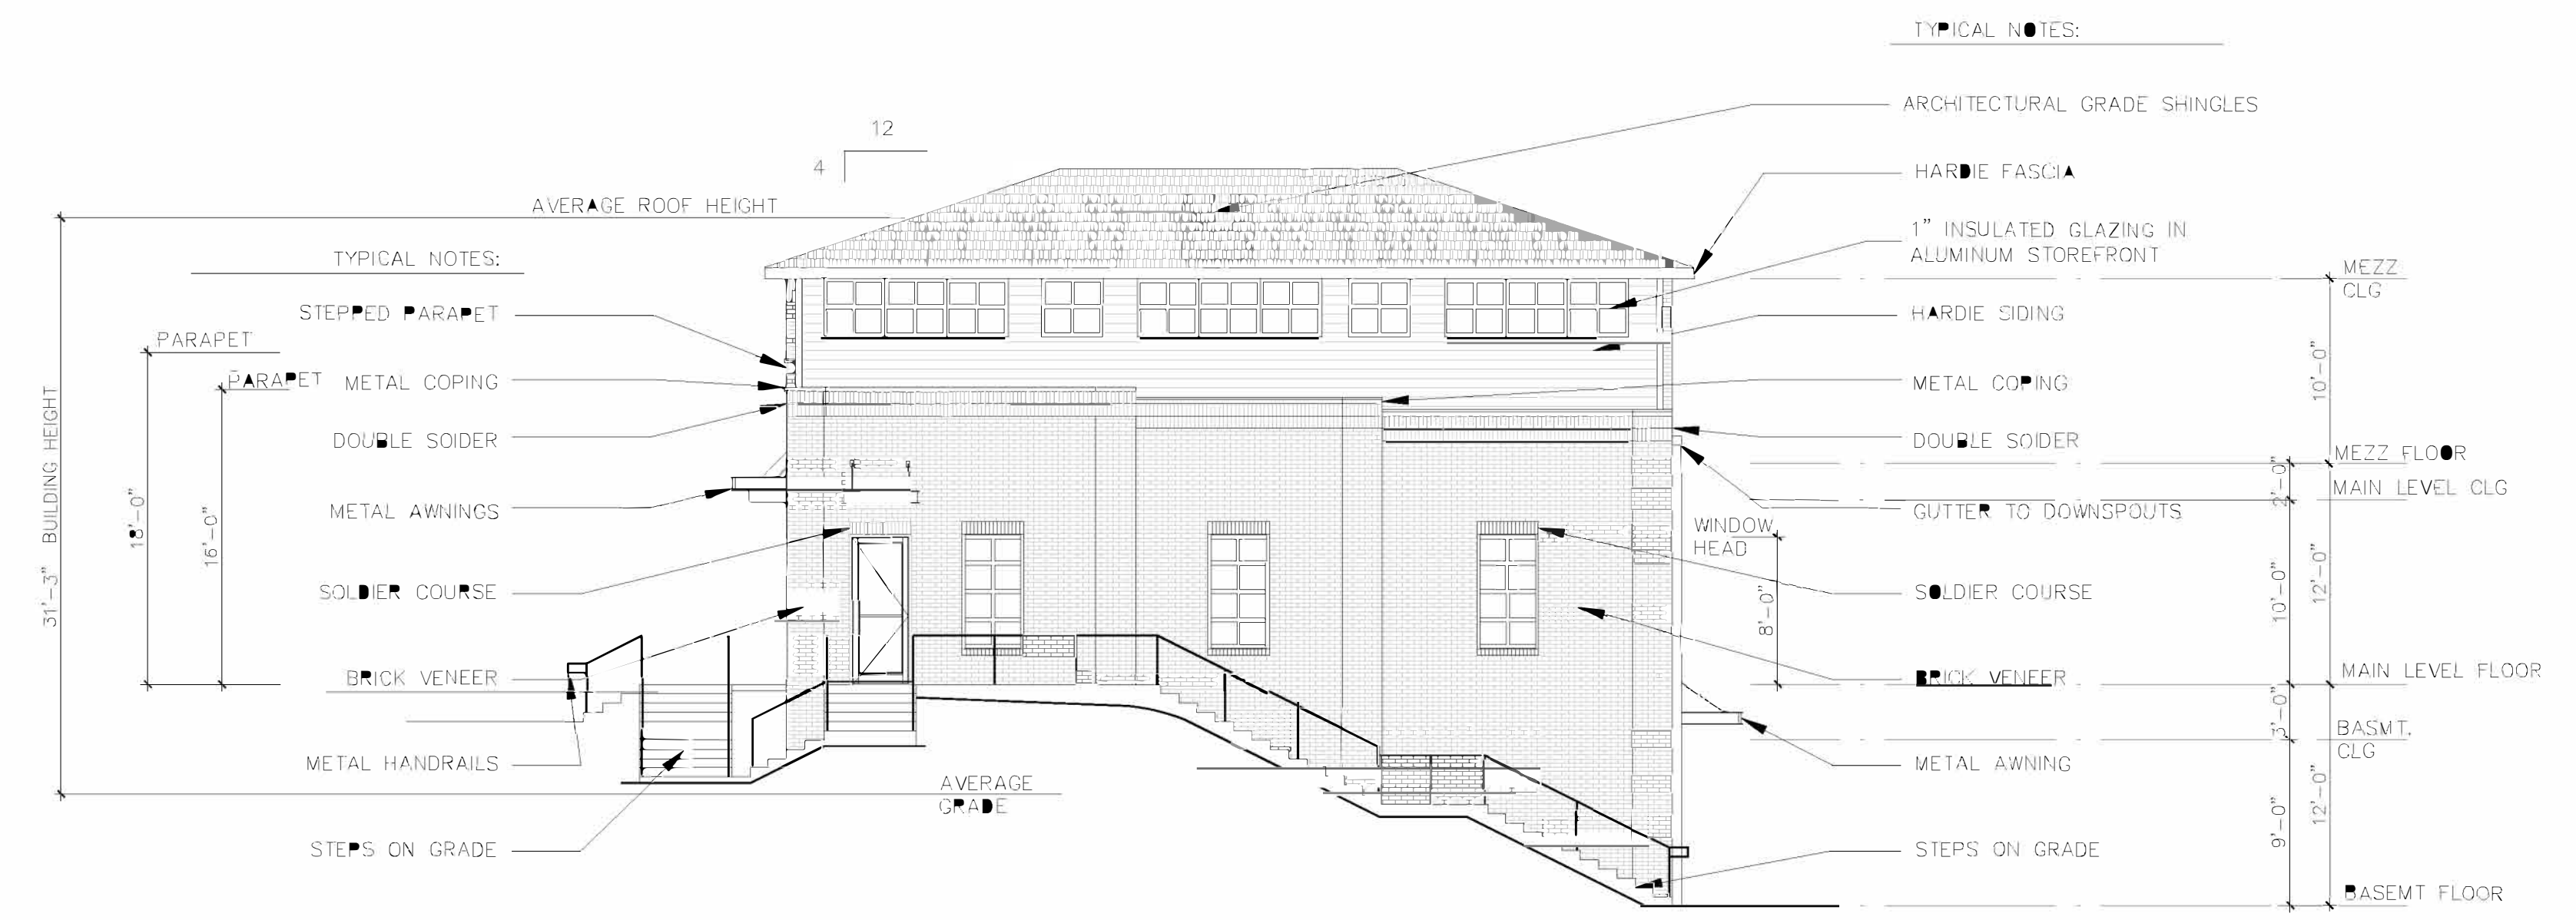 TYPICAL NOTES:
ARCHITECTURAL GRADE SHINGLES
12
4
HARDIE FASCIA
AVERAGE ROOF HEIGHT
1" INSULATED GLAZING IN
ALUMINUM STOREFRONT
TYPICAL NOTES:
MEZZ
CLG
STEPPED PARAPET
HARDIE SIDING
PARAPET
PARAPET
METAL COPING
METAL COPING
10'-0"
DOUBLE SOIDER
DOUBLE SOIDER
MEZZ FLOOR
2'-0"
MAIN LEVEL CLG
METAL AWNINGS
GUTTER TO DOWNSPOUTS
31'-3" BUILDING HEIGHT
18'-0"
16'-0"
WINDOW
HEAD
SOLDIER COURSE
SOLDIER COURSE
8'-0"
10'-0"
12'-0"
BRICK VENEER
BRICK VENEER
MAIN LEVEL FLOOR
3'-0"
BASMT.
CLG
METAL HANDRAILS
METAL AWNING
AVERAGE
GRADE
9'-0"
12'-0"
STEPS ON GRADE
STEPS ON GRADE
BASEMT FLOOR